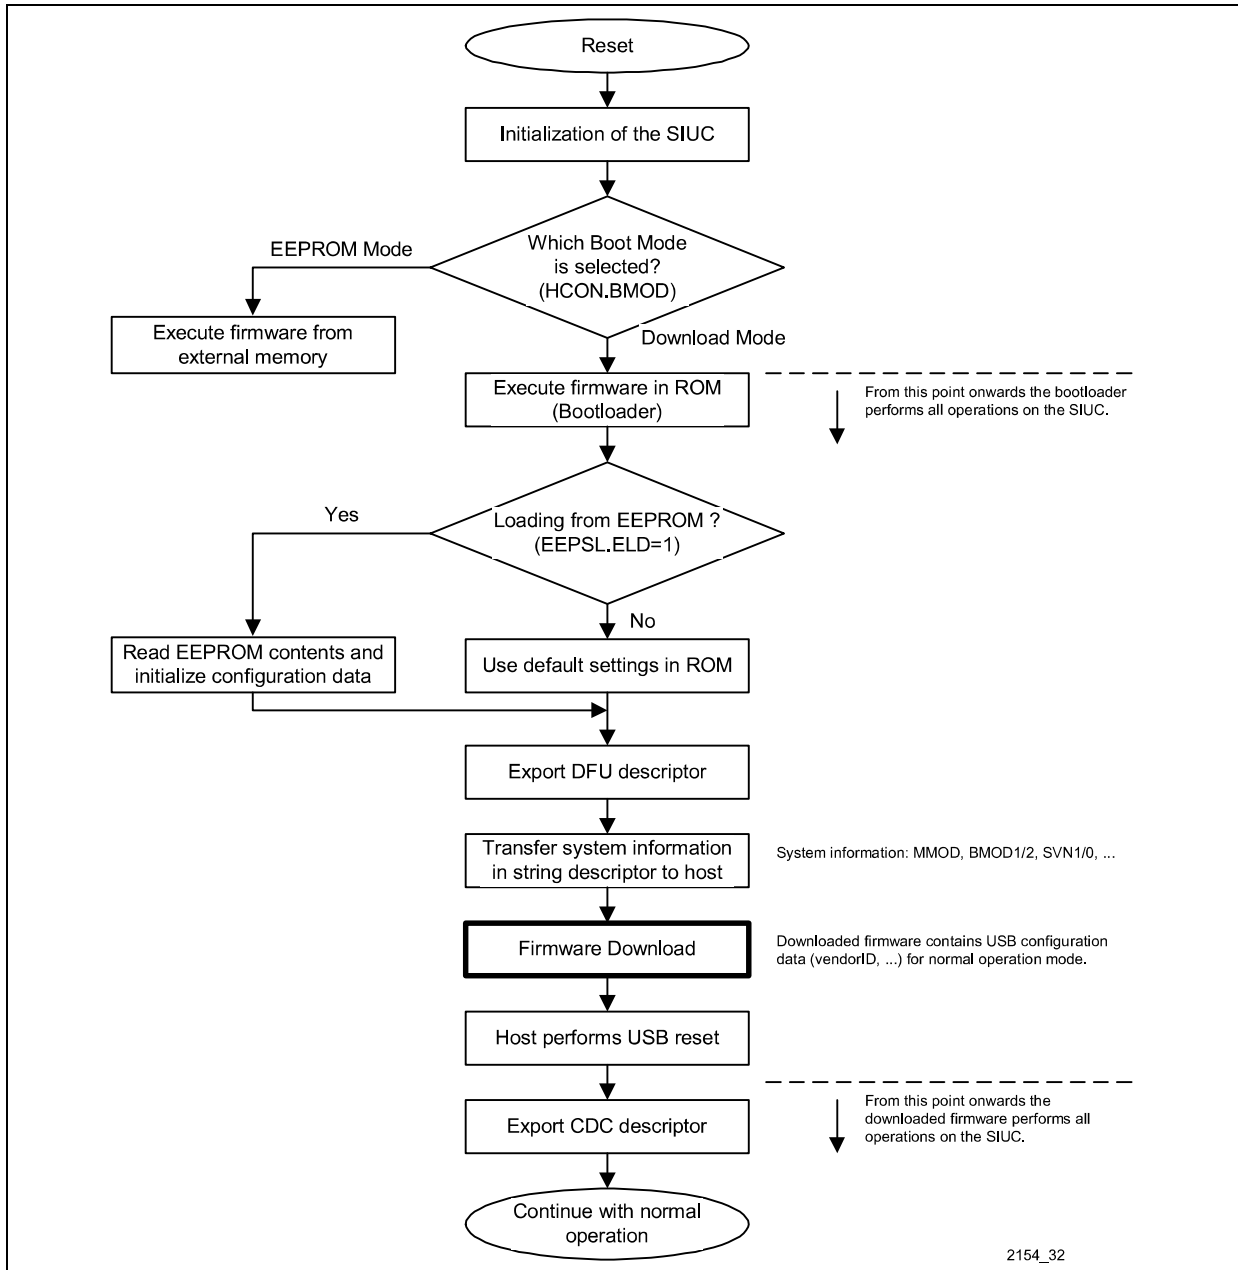 Reset
Initialization of the SIUC
EEPROM Mode
Which Boot Mode
is selected?
(HCON.BMOD)
Execute firmware from
external memory
Download Mode
Execute firmware in ROM
(Bootloader)
From this point onwards the bootloader
performs all operations on the SIUC.
Yes
Loading from EEPROM ?
(EEPSL.ELD=1)
No
Read EEPROM contents and
initialize configuration data
Use default settings in ROM
Export DFU descriptor
Transfer system information
in string descriptor to host
System information: MMOD, BMOD1/2, SVN1/0, ...
Firmware Download
Downloaded firmware contains USB configuration
data (vendorID, ...) for normal operation mode.
Host performs USB reset
Export CDC descriptor
From this point onwards the
downloaded firmware performs all
operations on the SIUC.
Continue with normal
operation
2154_32